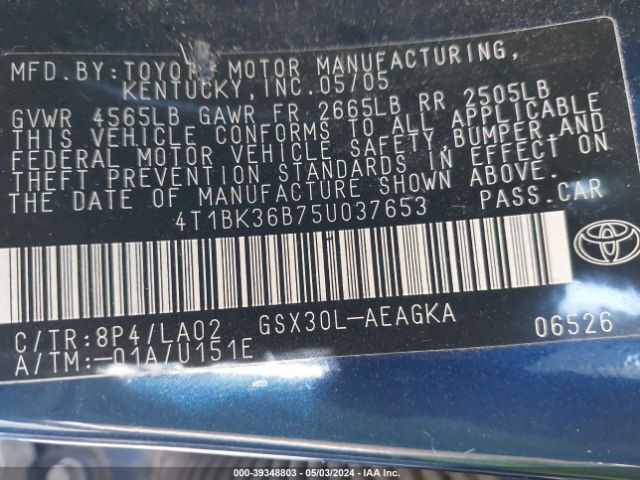 MFD.BY:TOYOTA MOTOR MANUFACTURING,
KENTUCKY,INC.05/05
GVWR 4565LB GAWR FR 2665LB RR 2505LB
THIS VEHICLE CONFORMS TO ALL APPLICABLE
FEDERAL MOTOR VEHICLE SAFETY,BUMPER,AND
THEFT PREVENTION STANDARDS IN EFFECT ON
THE DATE OF MANUFACTURE SHOWN ABOVE.
4T1BK36B75U037653 PASS.CAR
C/TR:8P4/LA02 GSX30L-AEAGKA 06526
A/TM:-01A/U151E
000-39348803 - 05/03/2024 - IAA Inc.